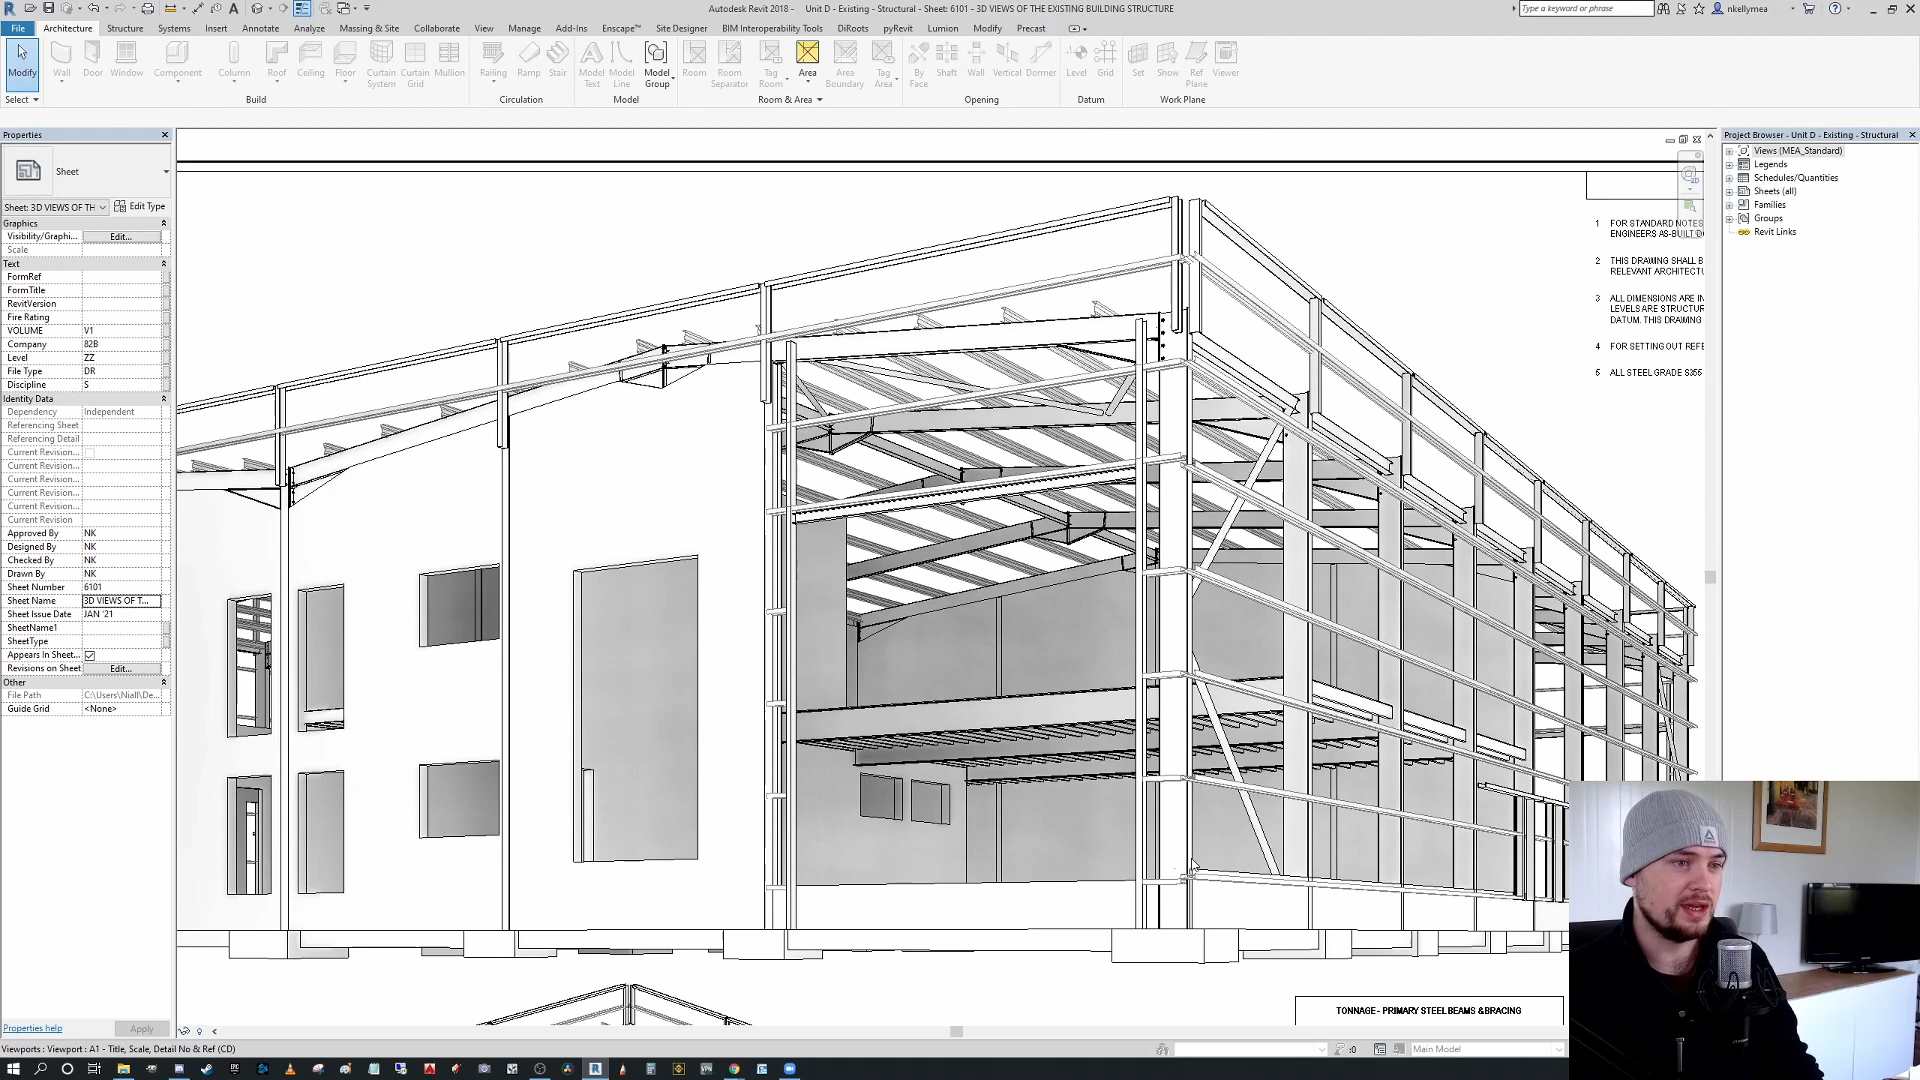 Autodesk Revit 2018 - Unit D - Existing - Structural - Sheet: 6101 - 3D VIEWS OF THE EXISTING BUILDING STRUCTURE
Type a keyword or phrase
nkellymea
File Architecture Structure Systems Insert Annotate Analyze Massing & Site Collaborate View Manage Add-Ins Enscape™ Site Designer BIM Interoperability Tools DiRoots pyRevit Lumion Modify Precast
Modify Wall Door Window Component Column Roof Ceiling Floor Curtain System Curtain Grid Mullion Railing Ramp Stair Model Text Model Line Model Group Room Room Separator Tag Room Area Area Boundary Tag Area By Face Shaft Wall Vertical Dormer Level Grid Set Show Ref Plane Viewer
Select Build Circulation Model Room & Area Opening Datum Work Plane
Properties
Sheet
Sheet: 3D VIEWS OF TH Edit Type
Graphics
Visibility/Graphi... Edit...
Scale
Text
FormRef
FormTitle
RevitVersion
Fire Rating
VOLUME V1
Company 82B
Level ZZ
File Type DR
Discipline S
Identity Data
Dependency Independent
Referencing Sheet
Referencing Detail
Current Revision...
Current Revision...
Current Revision...
Current Revision...
Current Revision...
Current Revision
Approved By NK
Designed By NK
Checked By NK
Drawn By NK
Sheet Number 6101
Sheet Name 3D VIEWS OF T...
Sheet Issue Date JAN '21
SheetName1
SheetType
Appears In Sheet...
Revisions on Sheet Edit...
Other
File Path C:\Users\Niall\De...
Guide Grid <None>
Properties help Apply
1 FOR STANDARD NOTES
ENGINEERS AS-BUILT D
2 THIS DRAWING SHALL B
RELEVANT ARCHITECTU
3 ALL DIMENSIONS ARE IN
LEVELS ARE STRUCTUR
DATUM. THIS DRAWING
4 FOR SETTING OUT REFE
5 ALL STEEL GRADE S355
TONNAGE - PRIMARY STEEL BEAMS & BRACING
Project Browser - Unit D - Existing - Structural
Views (MEA_Standard)
Legends
Schedules/Quantities
Sheets (all)
Families
Groups
Revit Links
Viewports : Viewport : A1 - Title, Scale, Detail No & Ref (CD)
:0
Main Model